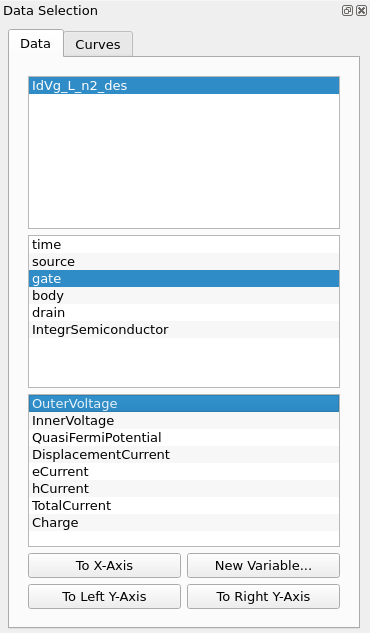 Data Selection
Data
Curves
IdVg_L_n2_des
time
source
gate
body
drain
IntegrSemiconductor
OuterVoltage
InnerVoltage
QuasiFermiPotential
DisplacementCurrent
eCurrent
hCurrent
TotalCurrent
Charge
To X-Axis
New Variable...
To Left Y-Axis
To Right Y-Axis